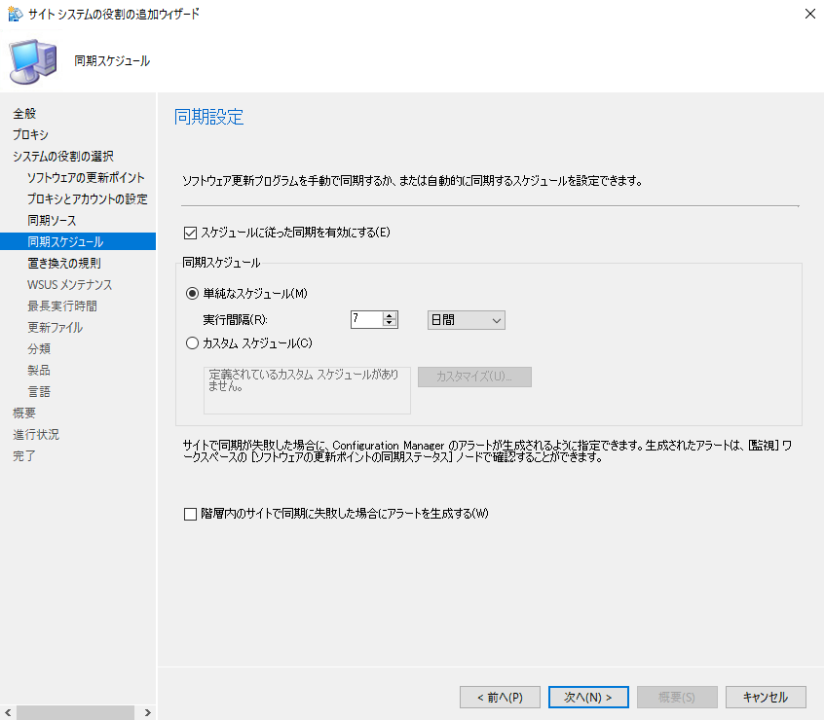 サイト システムの役割の追加ウィザード
同期スケジュール
全般
プロキシ
システムの役割の選択
ソフトウェアの更新ポイント
プロキシとアカウントの設定
同期ソース
同期スケジュール
置き換えの規則
WSUS メンテナンス
最長実行時間
更新ファイル
分類
製品
言語
概要
進行状況
完了
同期設定
ソフトウェア更新プログラムを手動で同期するか、または自動的に同期するスケジュールを設定できます。
スケジュールに従った同期を有効にする(E)
同期スケジュール
単純なスケジュール(M)
実行間隔(R): 7 日間
カスタム スケジュール(C)
定義されているカスタム スケジュールがあり
ません。
カスタマイズ(U)...
サイトで同期が失敗した場合に、Configuration Manager のアラートが生成されるように指定できます。生成されたアラートは、[監視] ワ
ークスペースの [ソフトウェアの更新ポイントの同期ステータス] ノードで確認することができます。
階層内のサイトで同期に失敗した場合にアラートを生成する(W)
< 前へ(P) 次へ(N) > 概要(S) キャンセル